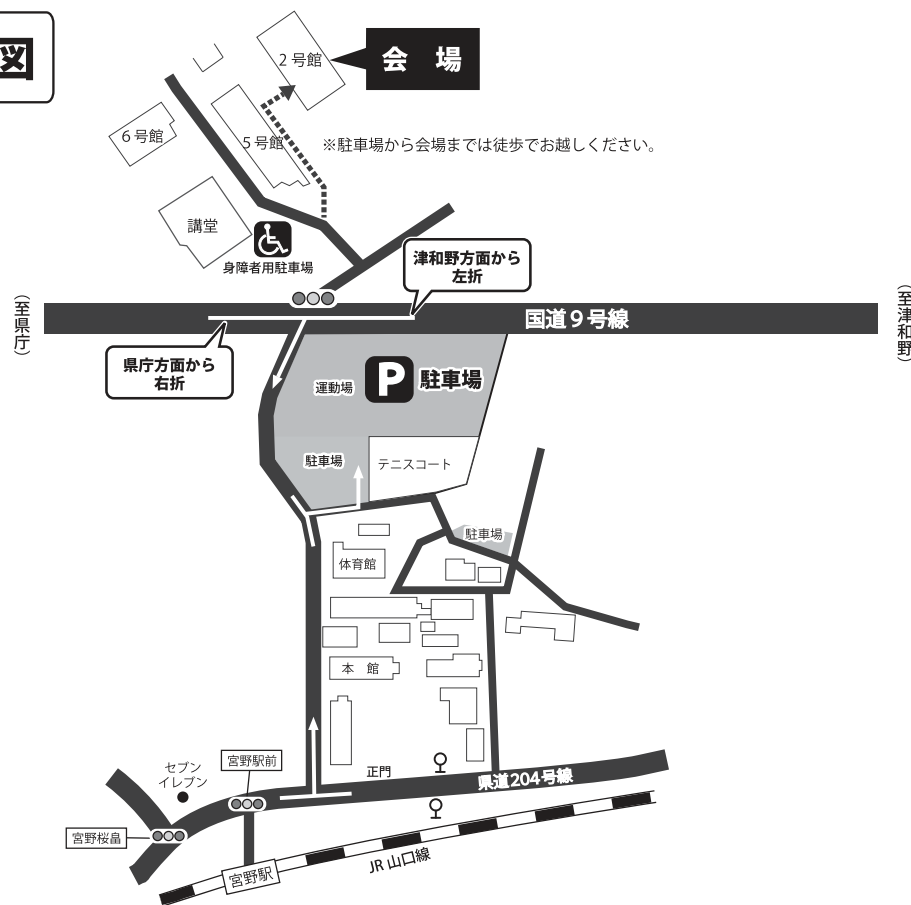 図
会　場
2号館
6号館
5号館
※駐車場から会場までは徒歩でお越しください。
講堂
身障者用駐車場
津和野方面から
左折
（至県庁）
国道9号線
（至津和野）
県庁方面から
右折
運動場
P 駐車場
駐車場
テニスコート
駐車場
体育館
本　館
宮野駅前
セブン
イレブン
正門
県道204号線
宮野桜畠
JR 山口線
宮野駅